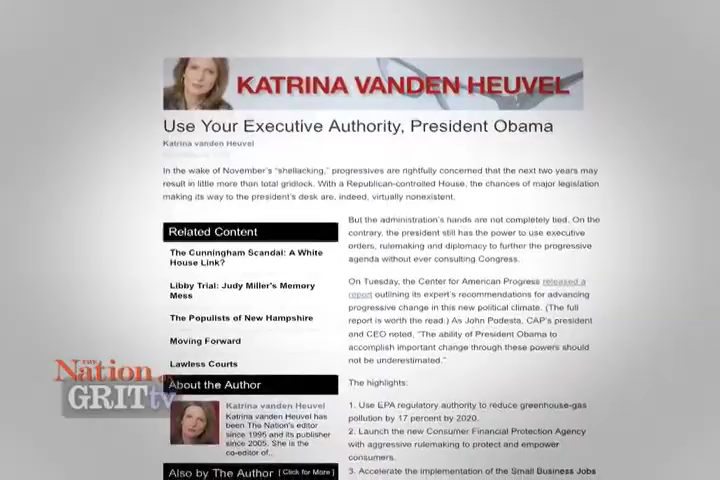 KATRINA VANDEN HEUVEL
Use Your Executive Authority, President Obama
Katrina vanden Heuvel
In the wake of November's "shellacking," progressives are rightfully concerned that the next two years may
result in little more than total gridlock. With a Republican-controlled House, the chances of major legislation
making its way to the president's desk are, indeed, virtually nonexistent.
Related Content
The Cunningham Scandal: A White
House Link?
Libby Trial: Judy Miller's Memory
Mess
The Populists of New Hampshire
Moving Forward
Lawless Courts
About the Author
Katrina vanden Heuvel
Katrina vanden Heuvel has
been The Nation's editor
since 1995 and its publisher
since 2005. She is the
co-editor of...
Also by The Author [Click for More]
But the administration's hands are not completely tied. On the
contrary, the president still has the power to use executive
orders, rulemaking and diplomacy to further the progressive
agenda without ever consulting Congress.
On Tuesday, the Center for American Progress released a
report outlining its expert's recommendations for advancing
progressive change in this new political climate. (The full
report is worth the read.) As John Podesta, CAP's president
and CEO noted, "The ability of President Obama to
accomplish important change through these powers should
not be underestimated."
The highlights:
1. Use EPA regulatory authority to reduce greenhouse-gas
pollution by 17 percent by 2020.
2. Launch the new Consumer Financial Protection Agency
with aggressive rulemaking to protect and empower
consumers.
3. Accelerate the implementation of the Small Business Jobs
THE
Nation on
GRITtv